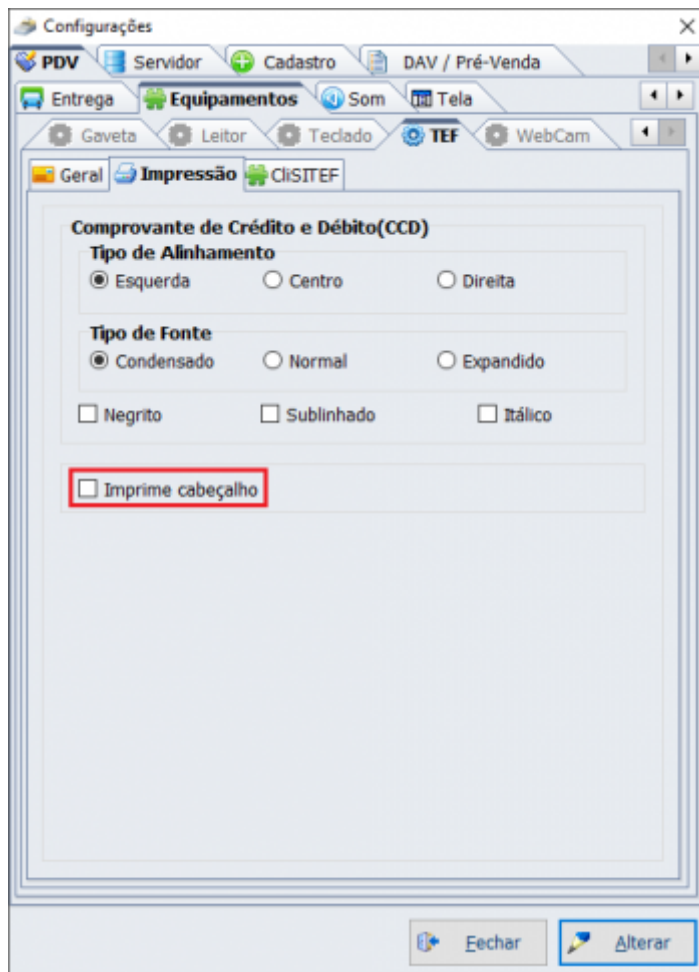 Configurações
PDV Servidor Cadastro DAV / Pré-Venda
Entrega Equipamentos Som Tela
Gaveta Leitor Teclado TEF WebCam
Geral Impressão CliSITEF
Comprovante de Crédito e Débito(CCD)
Tipo de Alinhamento
Esquerda Centro Direita
Tipo de Fonte
Condensado Normal Expandido
Negrito Sublinhado Itálico
Imprime cabeçalho
Fechar Alterar